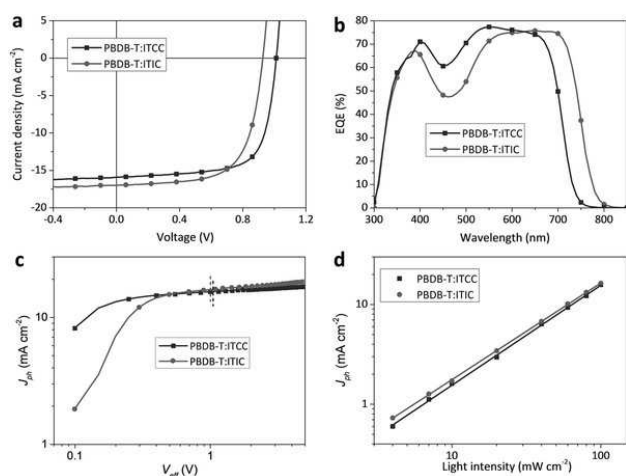 a
5
0
-5
-10
-15
-20
Current density (mA cm⁻²)
PBDB-T:ITCC
PBDB-T:ITIC
-0.4
0.0
0.4
0.8
1.2
Voltage (V)
b
80
70
60
50
40
30
20
10
0
EQE (%)
PBDB-T:ITCC
PBDB-T:ITIC
300
400
500
600
700
800
Wavelength (nm)
c
10
1
J_ph (mA cm⁻²)
PBDB-T:ITCC
PBDB-T:ITIC
0.1
1
V_eff (V)
d
10
1
J_ph (mA cm⁻²)
PBDB-T:ITCC
PBDB-T:ITIC
10
100
Light intensity (mW cm⁻²)